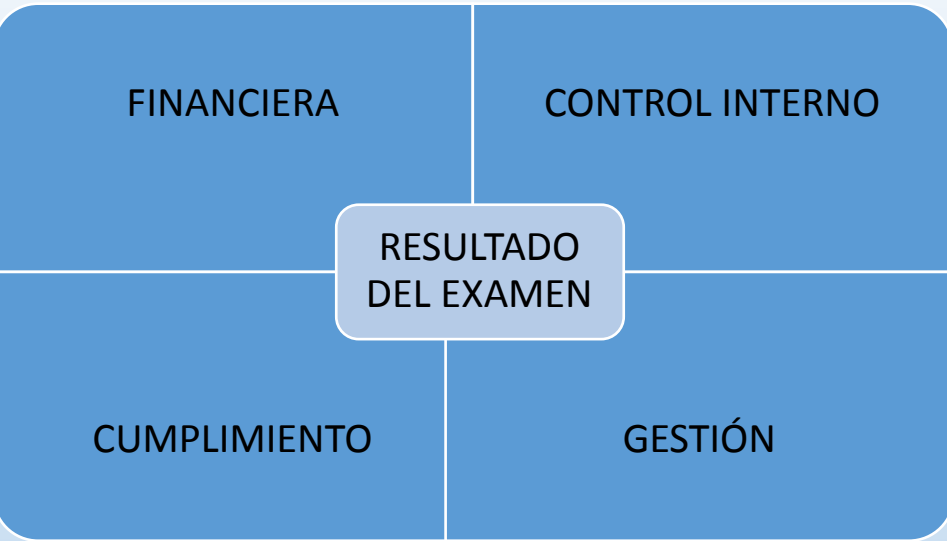 FINANCIERA
CONTROL INTERNO
RESULTADO
DEL EXAMEN
CUMPLIMIENTO
GESTIÓN